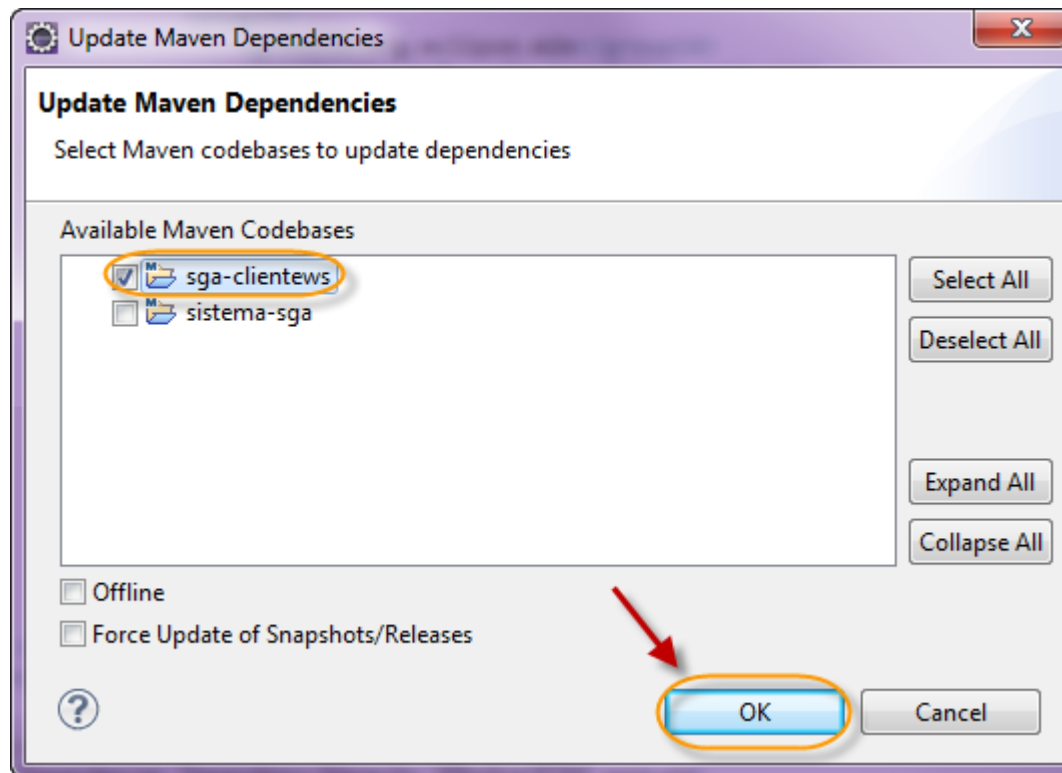 Update Maven Dependencies
Update Maven Dependencies
Select Maven codebases to update dependencies
Available Maven Codebases
sga-clientews
sistema-sga
Select All
Deselect All
Expand All
Collapse All
Offline
Force Update of Snapshots/Releases
OK
Cancel